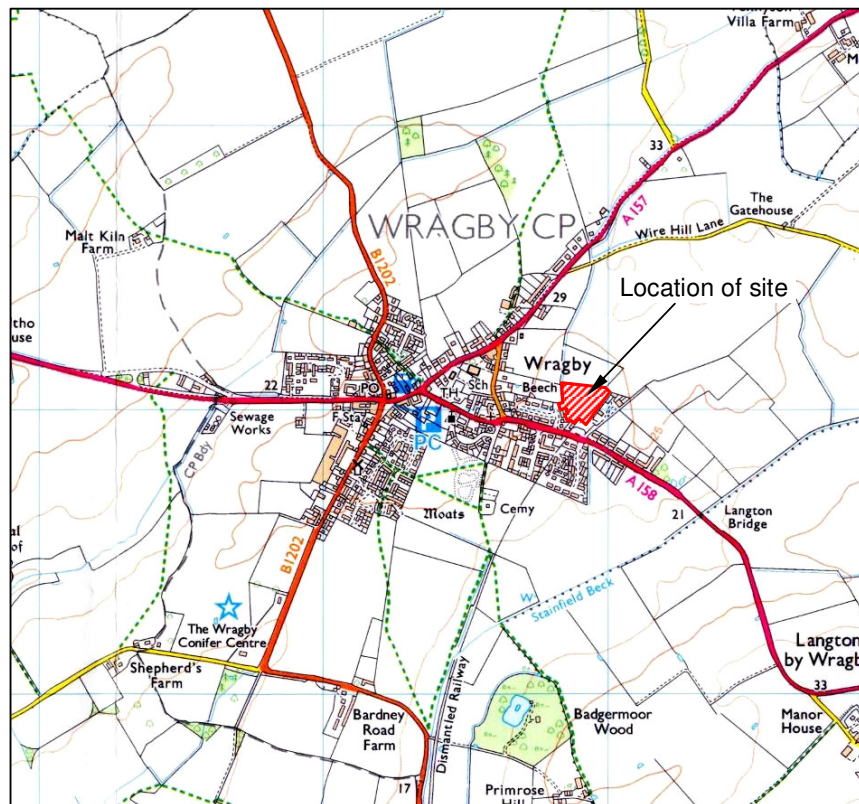 Villa Farm
33
A157
The
Gatehouse
WRAGBY CP
Wire Hill Lane
Malt Kiln
Farm
B1202
Location of site
29
tho
use
Wragby
22
PO
Sch
Beech
TH
Sewage
Works
F Sta
PC
25
CP Bdy
A158
Moats
Cemy
21
Langton
Bridge
W
Stainfield Beck
B1202
The Wragby
Conifer Centre
Langton
by Wragb
Shepherd's
Farm
33
Bardney
Road
Farm
Dismantled Railway
Badgermoor
Wood
Manor
House
17
Primrose